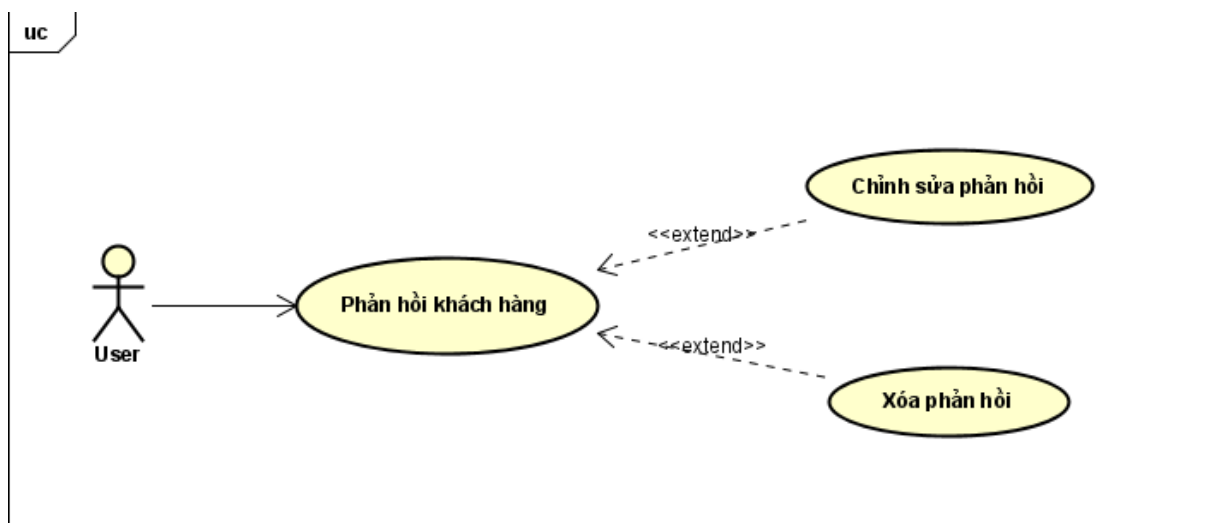 uc
Chỉnh sửa phản hồi
<<extend>>
Phản hồi khách hàng
User
<<extend>>
Xóa phản hồi